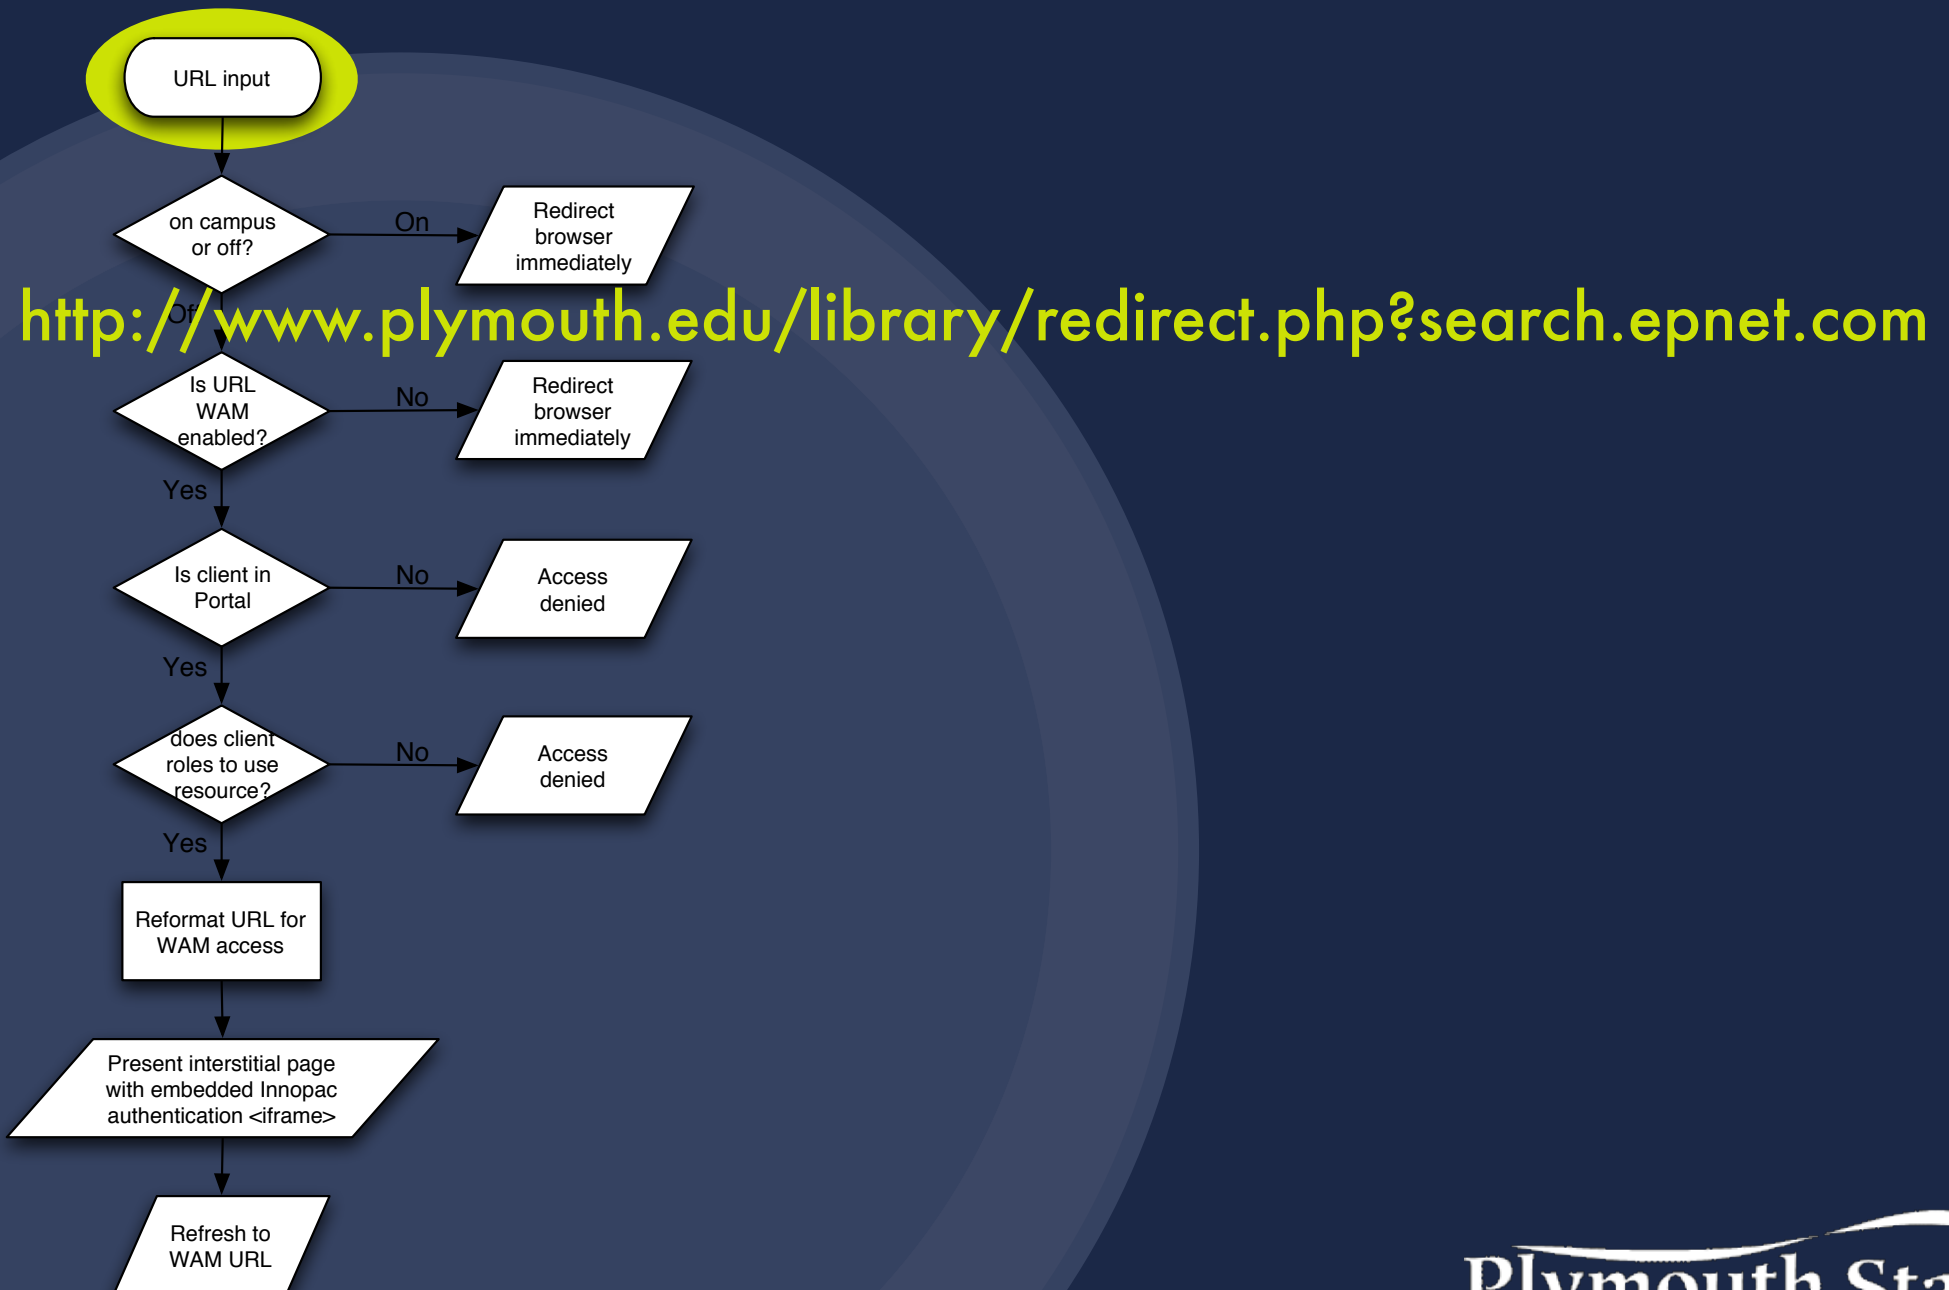 URL input
on campus
or off?
On
Redirect
browser
immediately
Off
http://www.plymouth.edu/library/redirect.php?search.epnet.com
Is URL
WAM
enabled?
No
Redirect
browser
immediately
Yes
Is client in
Portal
No
Access
denied
Yes
does client
roles to use
resource?
No
Access
denied
Yes
Reformat URL for
WAM access
Present interstitial page
with embedded Innopac
authentication <iframe>
Refresh to
WAM URL
Plymouth Sta